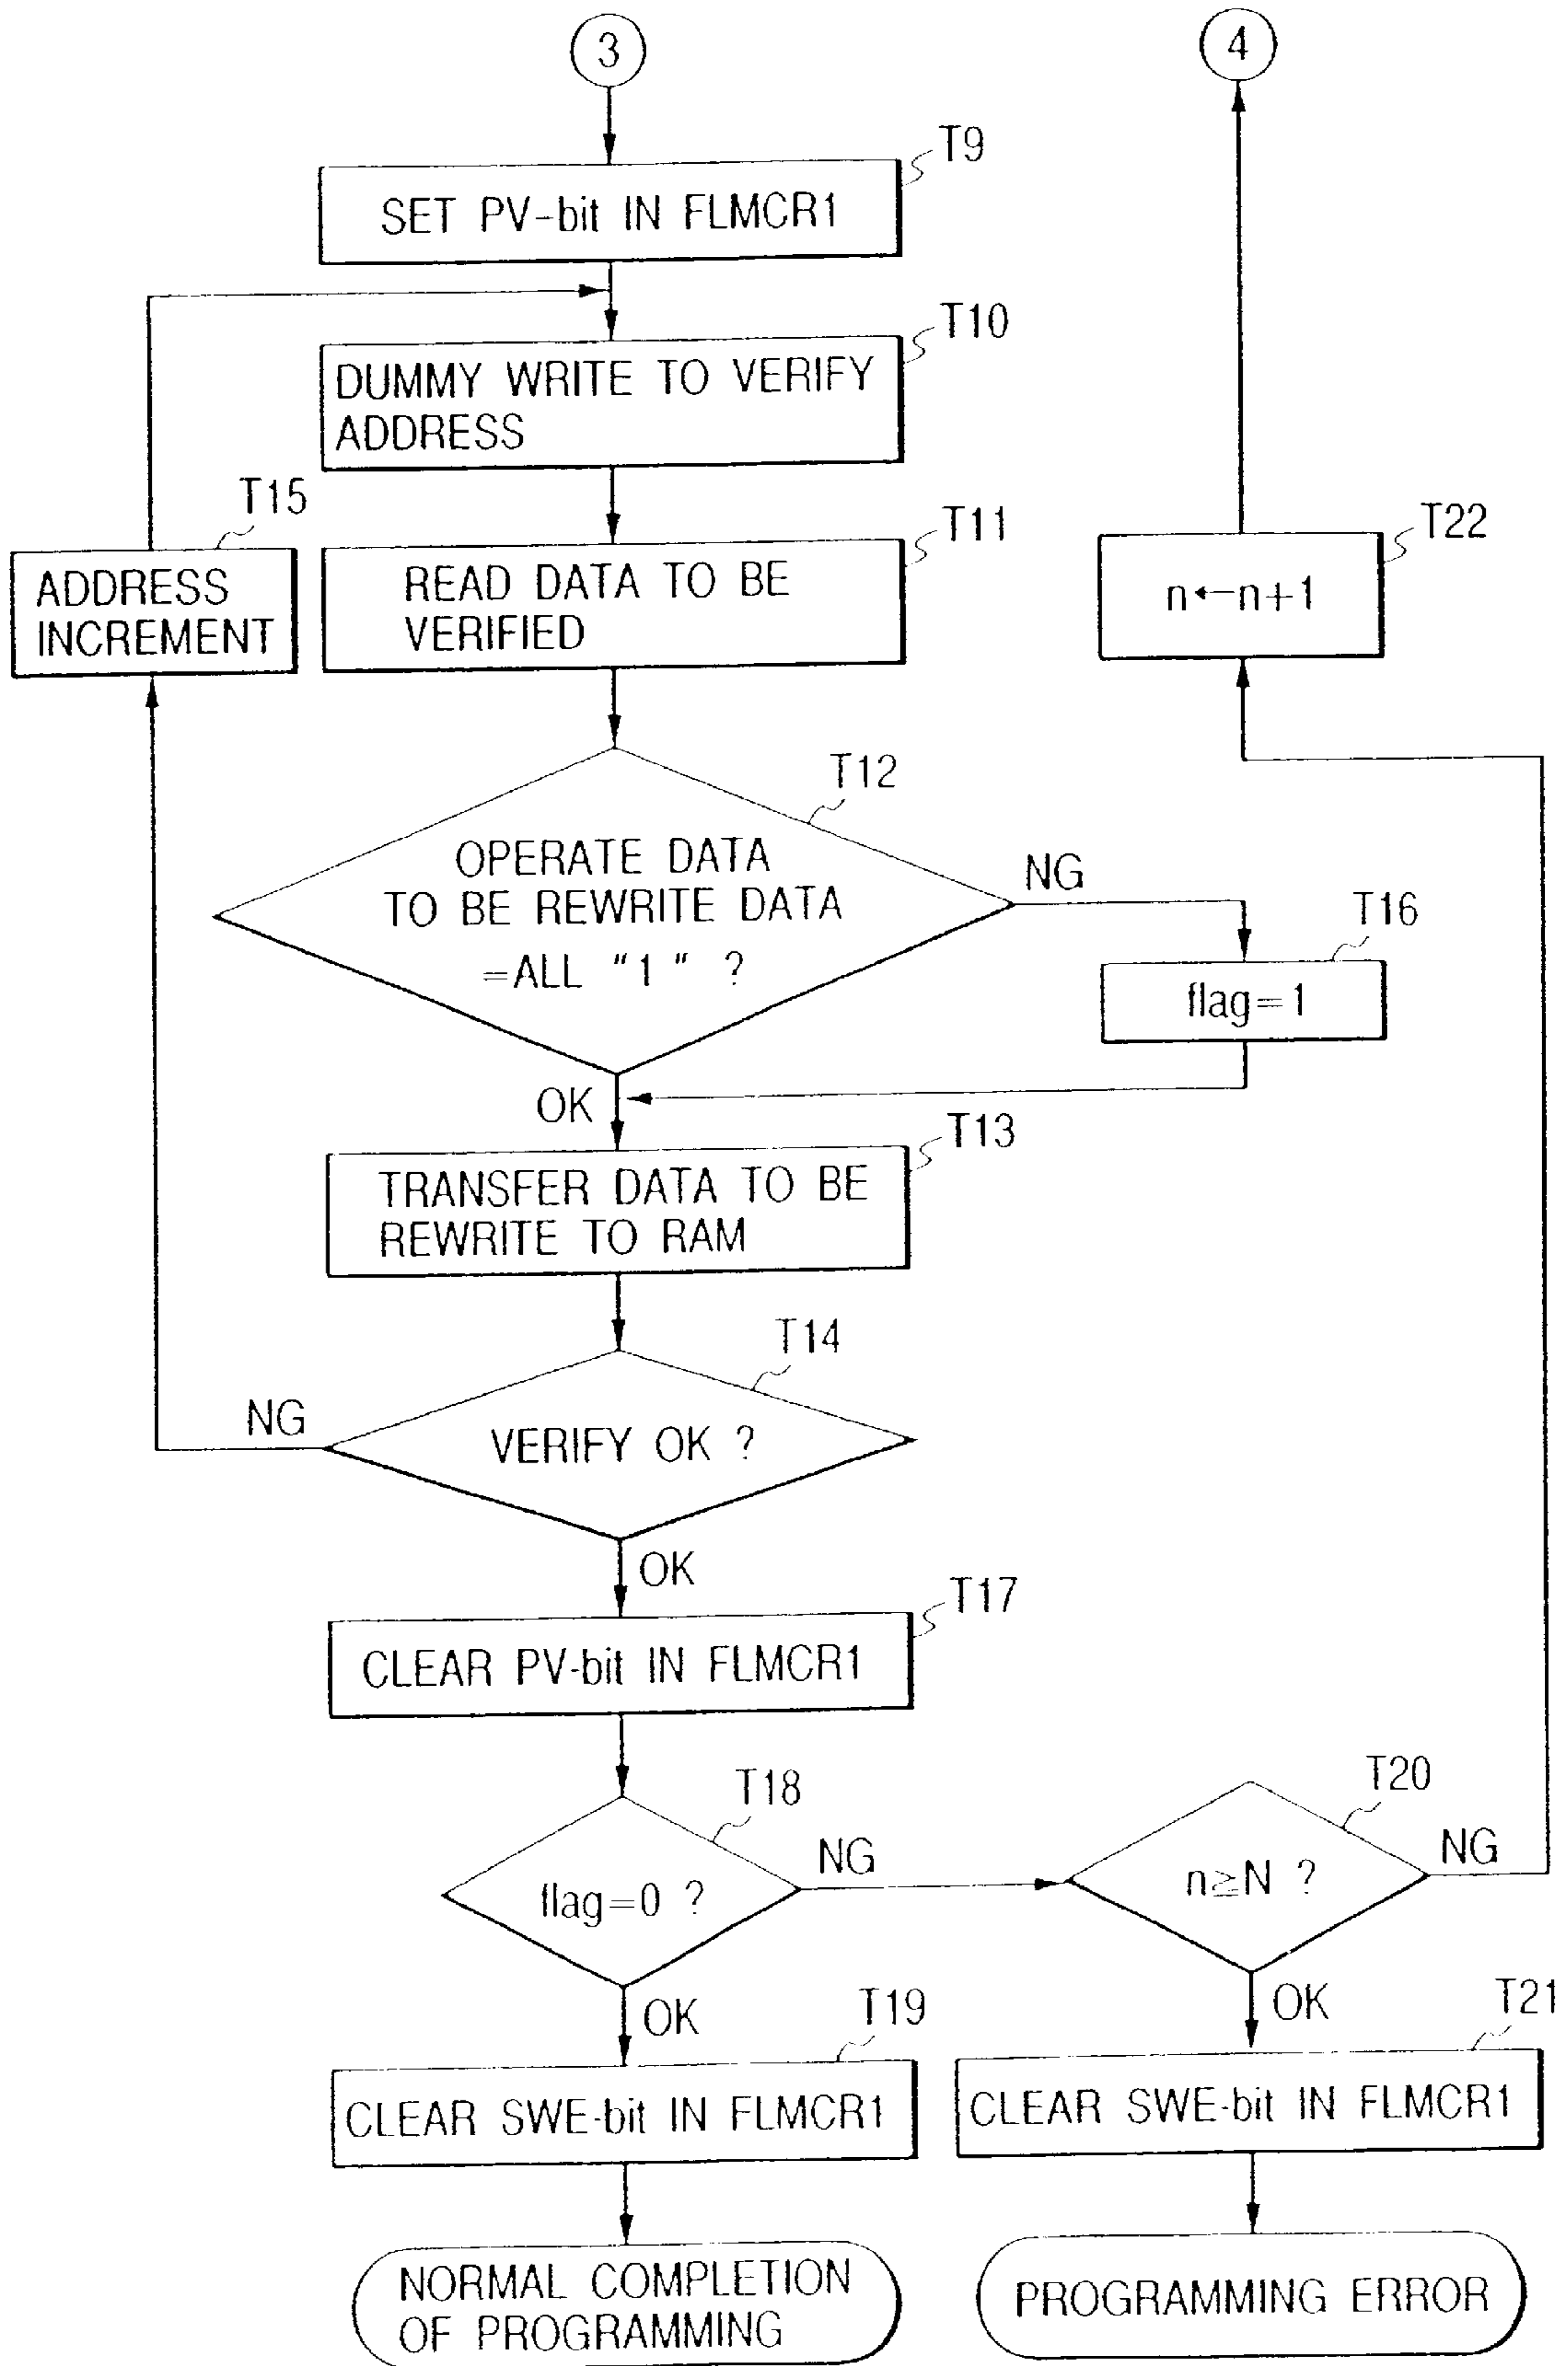 3
4
T9
SET PV-bit IN FLMCR1
T10
DUMMY WRITE TO VERIFY
ADDRESS
T15
ADDRESS
INCREMENT
T11
READ DATA TO BE
VERIFIED
T22
n←n+1
T12
OPERATE DATA
TO BE REWRITE DATA
=ALL "1" ?
NG
T16
flag=1
OK
T13
TRANSFER DATA TO BE
REWRITE TO RAM
T14
NG
VERIFY OK ?
OK
T17
CLEAR PV-bit IN FLMCR1
T18
flag=0 ?
NG
T20
n≧N ?
NG
OK
T19
CLEAR SWE-bit IN FLMCR1
OK
T21
CLEAR SWE-bit IN FLMCR1
NORMAL COMPLETION
OF PROGRAMMING
PROGRAMMING ERROR